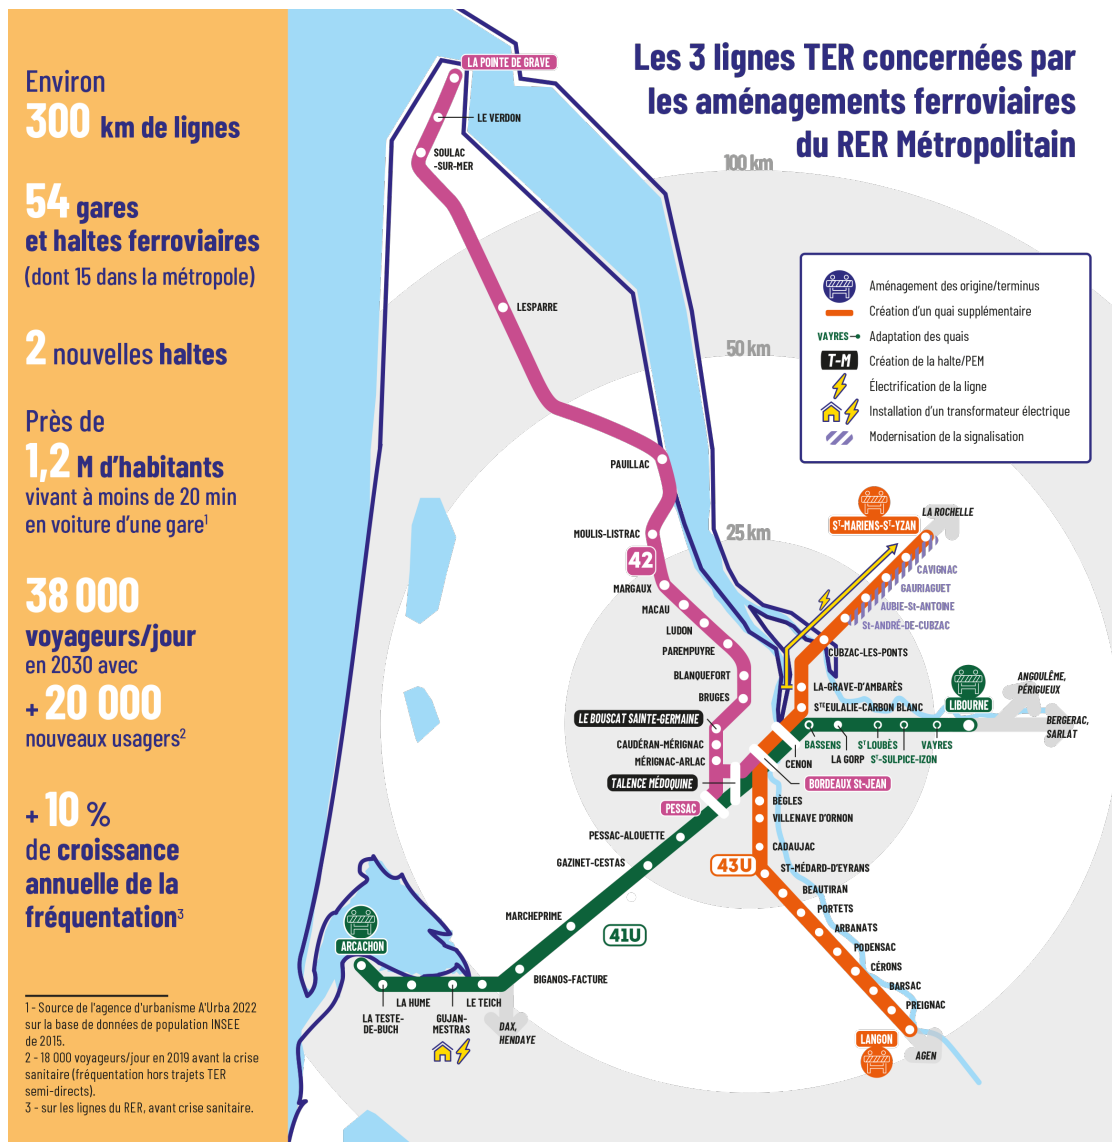 Environ
300 km de lignes
54 gares
et haltes ferroviaires
(dont 15 dans la métropole)
2 nouvelles haltes
Près de
1,2 M d'habitants
vivant à moins de 20 min
en voiture d'une gare1
38 000
voyageurs/jour
en 2030 avec
+ 20 000
nouveaux usagers2
+ 10 %
de croissance
annuelle de la
fréquentation3
1 - Source de l'agence d'urbanisme A'Urba 2022
sur la base de données de population INSEE
de 2015.
2 - 18 000 voyageurs/jour en 2019 avant la crise
sanitaire (fréquentation hors trajets TER
semi-directs).
3 - sur les lignes du RER, avant crise sanitaire.
Les 3 lignes TER concernées par
les aménagements ferroviaires
du RER Métropolitain
100 km
50 km
25 km
Aménagement des origine/terminus
Création d'un quai supplémentaire
VAYRES Adaptation des quais
T-M Création de la halte/PEM
Électrification de la ligne
Installation d'un transformateur électrique
Modernisation de la signalisation
LA POINTE DE GRAVE
LE VERDON
SOULAC
-SUR-MER
LESPARRE
PAUILLAC
MOULIS-LISTRAC
42
MARGAUX
MACAU
LUDON
PAREMPUYRE
BLANQUEFORT
BRUGES
LE BOUSCAT SAINTE-GERMAINE
CAUDÉRAN-MÉRIGNAC
MÉRIGNAC-ARLAC
TALENCE MÉDOQUINE
PESSAC
LA ROCHELLE
ST-MARIENS-ST-YZAN
CAVIGNAC
GAURIAGUET
AUBIE-St-ANTOINE
St-ANDRÉ-DE-CUBZAC
CUBZAC-LES-PONTS
LA-GRAVE-D'AMBARÈS
STEEULALIE-CARBON BLANC
LIBOURNE
ANGOULÊME,
PÉRIGUEUX
BERGERAC,
SARLAT
BASSENS
LA GORP
ST LOUBÈS
ST-SULPICE-IZON
VAYRES
CENON
BORDEAUX St-JEAN
BÈGLES
VILLENAVE D'ORNON
CADAUJAC
43U
ST-MÉDARD-D'EYRANS
BEAUTIRAN
PORTETS
ARBANATS
PODENSAC
CÉRONS
BARSAC
PREIGNAC
LANGON
AGEN
PESSAC-ALOUETTE
GAZINET-CESTAS
MARCHEPRIME
41U
BIGANOS-FACTURE
ARCACHON
LA TESTE-
DE-BUCH
LA HUME
GUJAN-
MESTRAS
LE TEICH
DAX,
HENDAYE